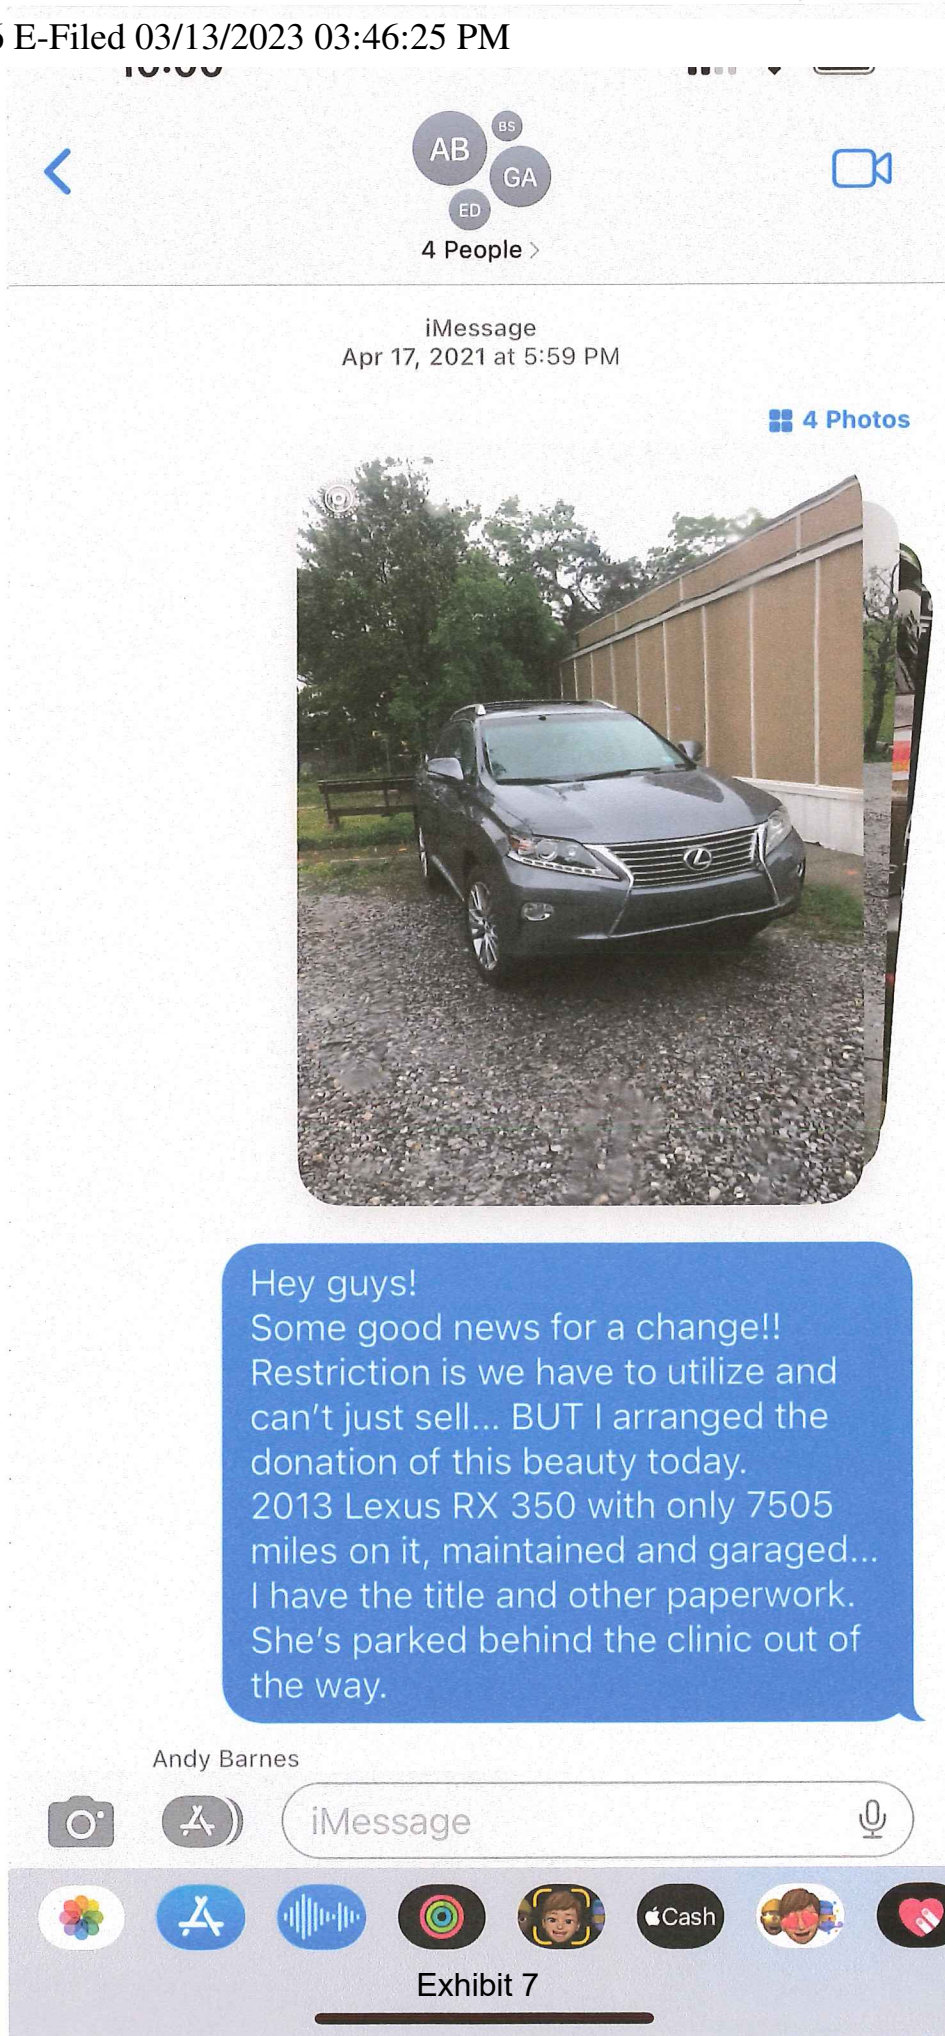 E-Filed 03/13/2023 03:46:25 PM
AB
BS
GA
ED
4 People >
iMessage
Apr 17, 2021 at 5:59 PM
4 Photos
Hey guys!
Some good news for a change!!
Restriction is we have to utilize and
can't just sell... BUT I arranged the
donation of this beauty today.
2013 Lexus RX 350 with only 7505
miles on it, maintained and garaged...
I have the title and other paperwork.
She's parked behind the clinic out of
the way.
Andy Barnes
iMessage
Cash
Exhibit 7